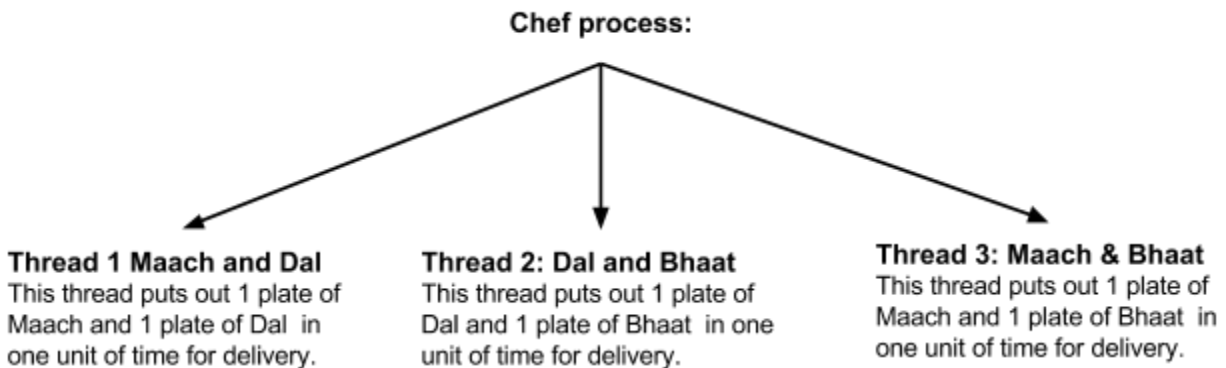 Chef process:
Thread 1 Maach and Dal
This thread puts out 1 plate of
Maach and 1 plate of Dal in
one unit of time for delivery.
Thread 2: Dal and Bhaat
This thread puts out 1 plate of
Dal and 1 plate of Bhaat in one
unit of time for delivery.
Thread 3: Maach & Bhaat
This thread puts out 1 plate of
Maach and 1 plate of Bhaat in
one unit of time for delivery.